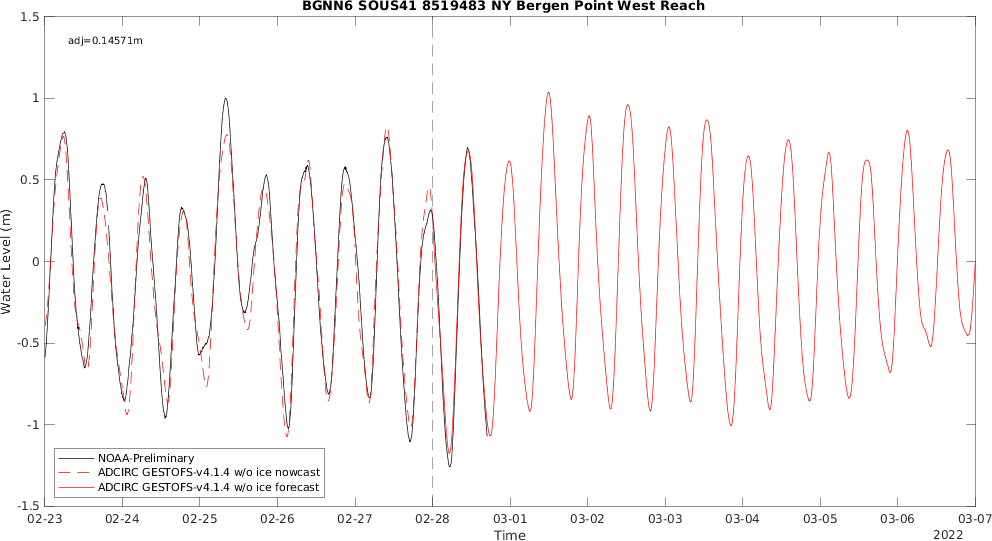 BGNN6 SOUS41 8519483 NY Bergen Point West Reach
adj=0.14571m
1.5
1
0.5
0
-0.5
-1
-1.5
Water Level (m)
NOAA-Preliminary
ADCIRC GESTOFS-v4.1.4 w/o ice nowcast
ADCIRC GESTOFS-v4.1.4 w/o ice forecast
02-23 02-24 02-25 02-26 02-27 02-28 03-01 03-02 03-03 03-04 03-05 03-06 03-07
Time
2022